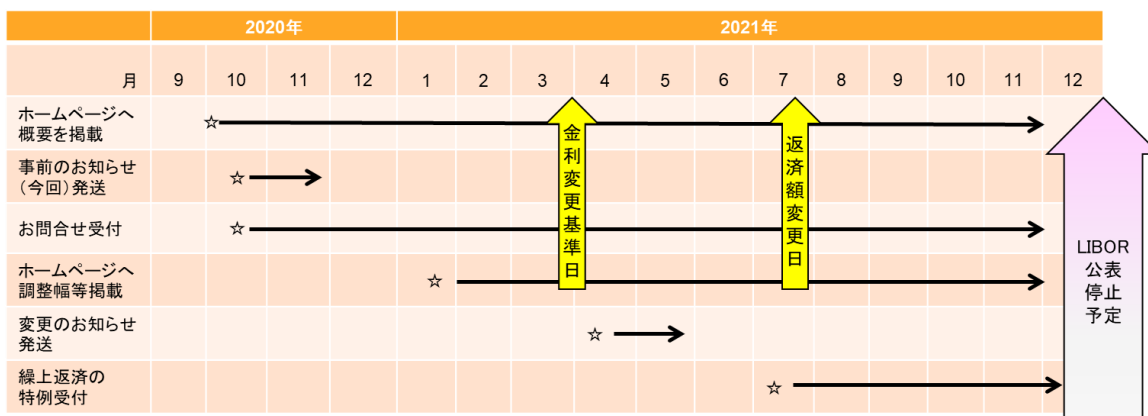 2020年 2021年
月 9 10 11 12 1 2 3 4 5 6 7 8 9 10 11 12
ホームページへ
概要を掲載
☆
事前のお知らせ
(今回)発送
☆
お問合せ受付
☆
ホームページへ
調整幅等掲載
☆
変更のお知らせ
発送
☆
繰上返済の
特例受付
☆
金利変更基準日
返済額変更日
LIBOR
公表
停止
予定